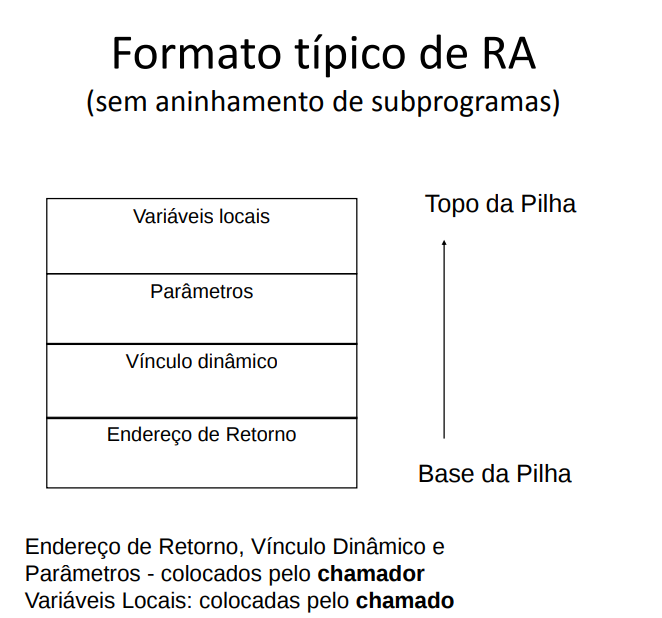 Formato típico de RA
(sem aninhamento de subprogramas)
Variáveis locais
Topo da Pilha
Parâmetros
Vínculo dinâmico
Endereço de Retorno
Base da Pilha
Endereço de Retorno, Vínculo Dinâmico e
Parâmetros - colocados pelo chamador
Variáveis Locais: colocadas pelo chamado